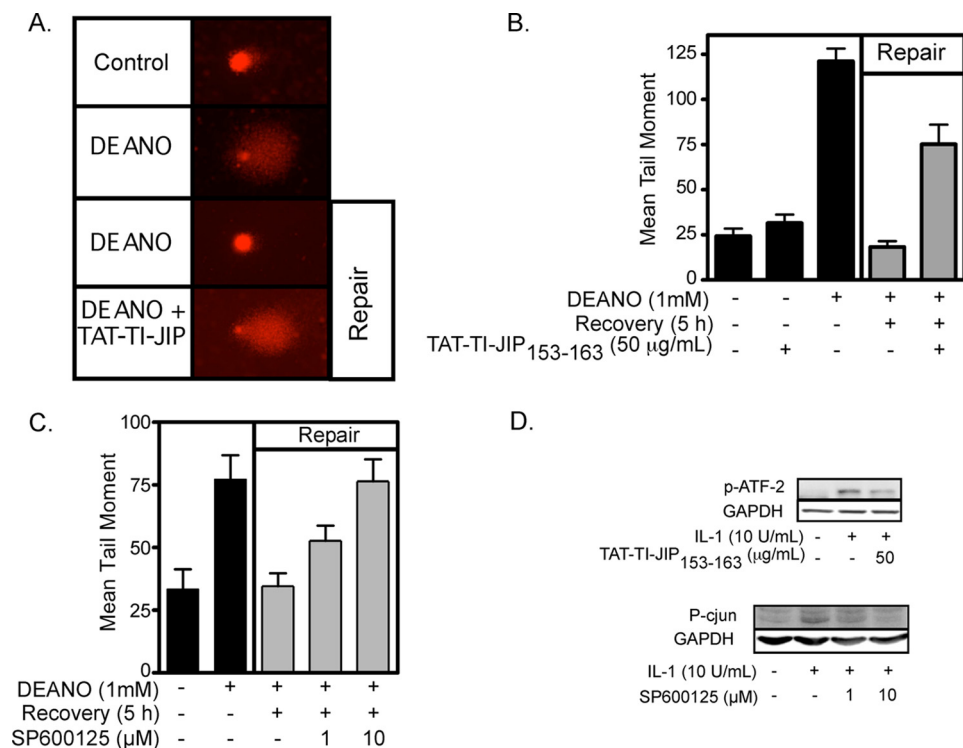 A.
Control
DEANO
DEANO
DEANO +
TAT-TI-JIP
Repair
B.
Mean Tail Moment
125
100
75
50
25
0
Repair
DEANO (1mM) - - + + +
Recovery (5 h) - - - + +
TAT-TI-JIP153-163 (50 μg/mL) - + - - +
C.
Mean Tail Moment
100
75
50
25
0
Repair
DEANO (1mM) - + + + +
Recovery (5 h) - - + + +
SP600125 (μM) - - - 1 10
D.
p-ATF-2
GAPDH
IL-1 (10 U/mL) - + +
TAT-TI-JIP153-163 (μg/mL) - - 50
P-cjun
GAPDH
IL-1 (10 U/mL) - + + +
SP600125 (μM) - - 1 10